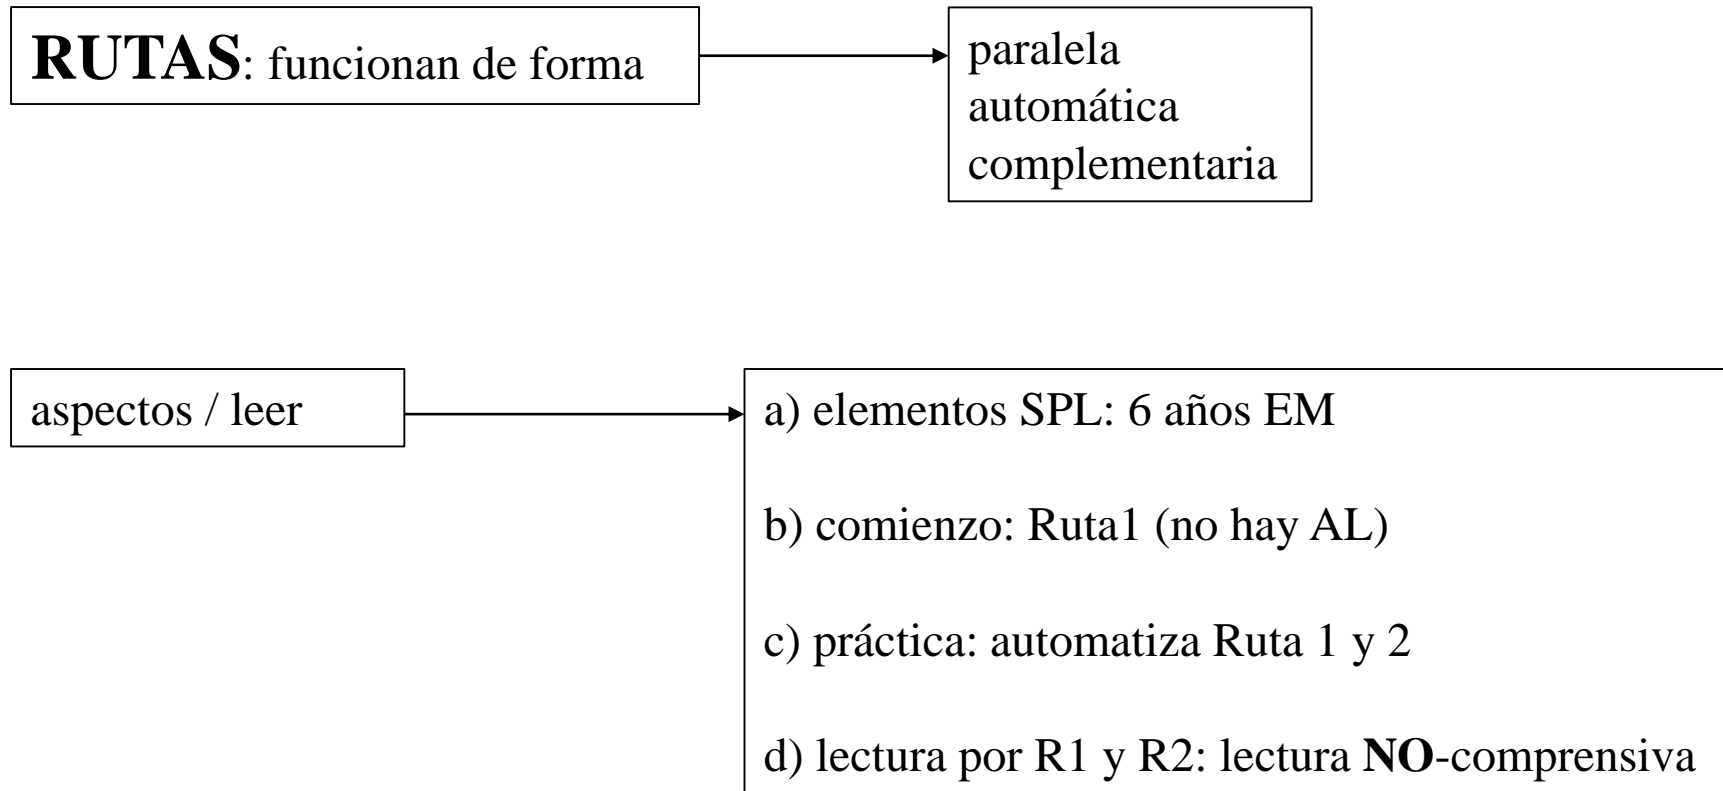 RUTAS: funcionan de forma
paralela
automática
complementaria
aspectos / leer
a) elementos SPL: 6 años EM
b) comienzo: Ruta1 (no hay AL)
c) práctica: automatiza Ruta 1 y 2
d) lectura por R1 y R2: lectura NO-comprensiva